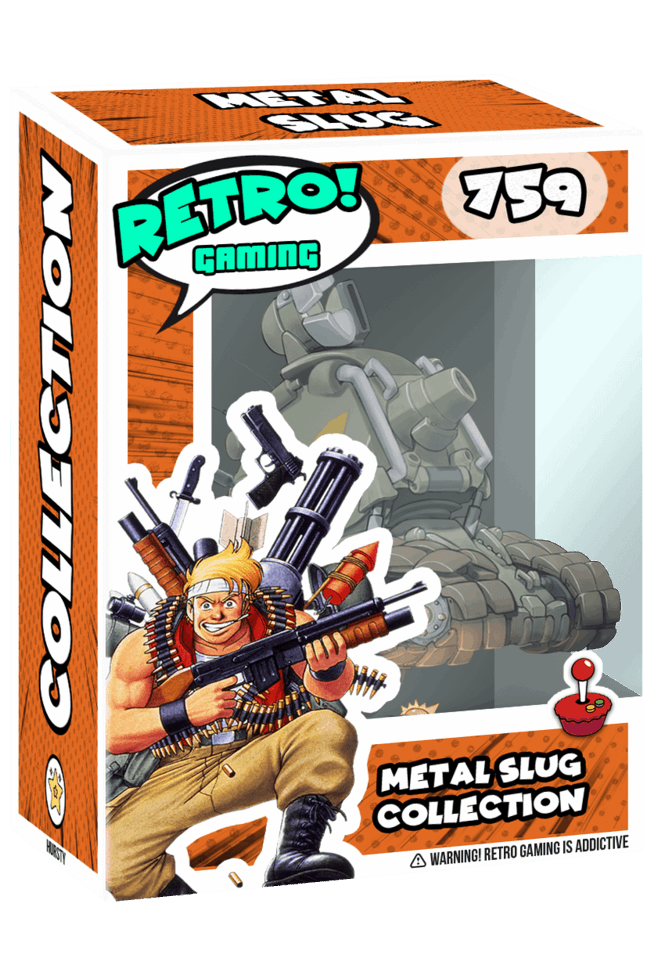 METAL
SLUG
RETRO!
GAMING
759
COLLECTION
METAL SLUG
COLLECTION
⚠ WARNING! RETRO GAMING IS ADDICTIVE
HURSTY